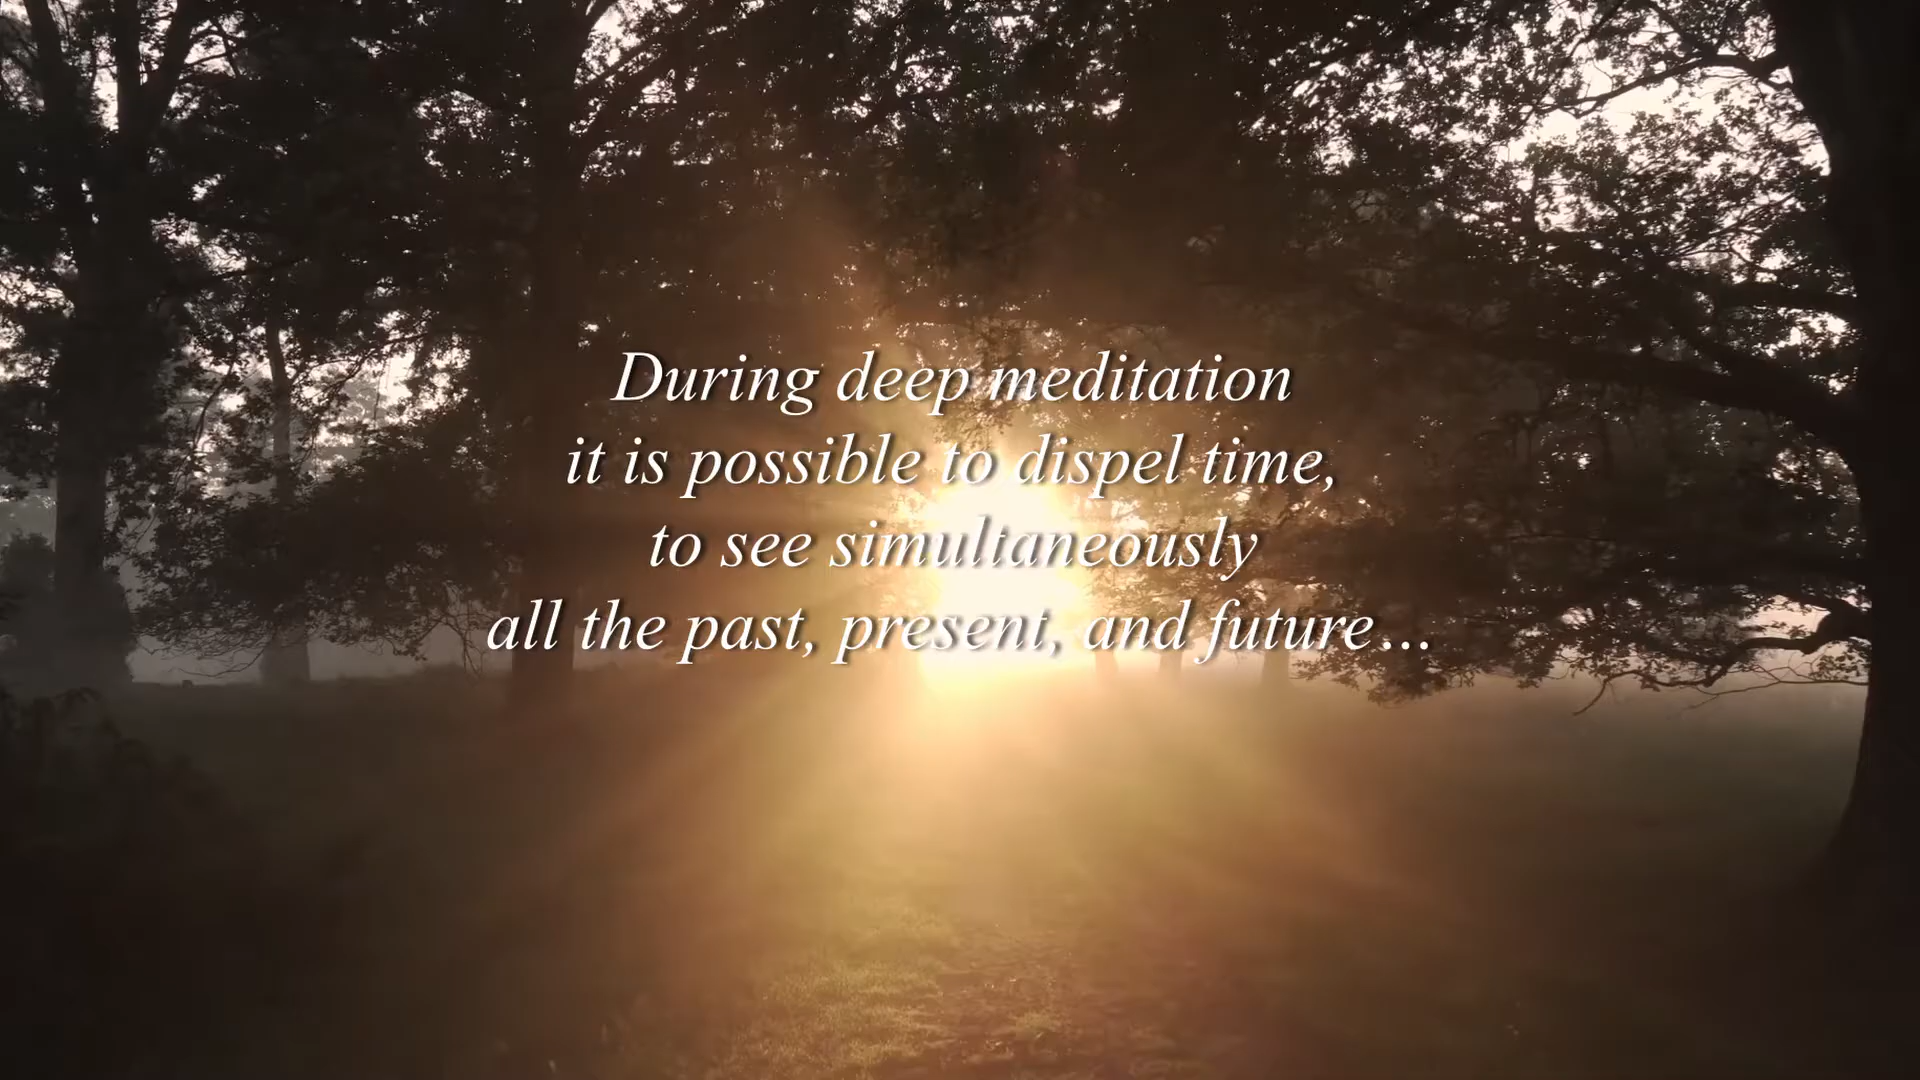 During deep meditation
it is possible to dispel time,
to see simultaneously
all the past, present, and future…